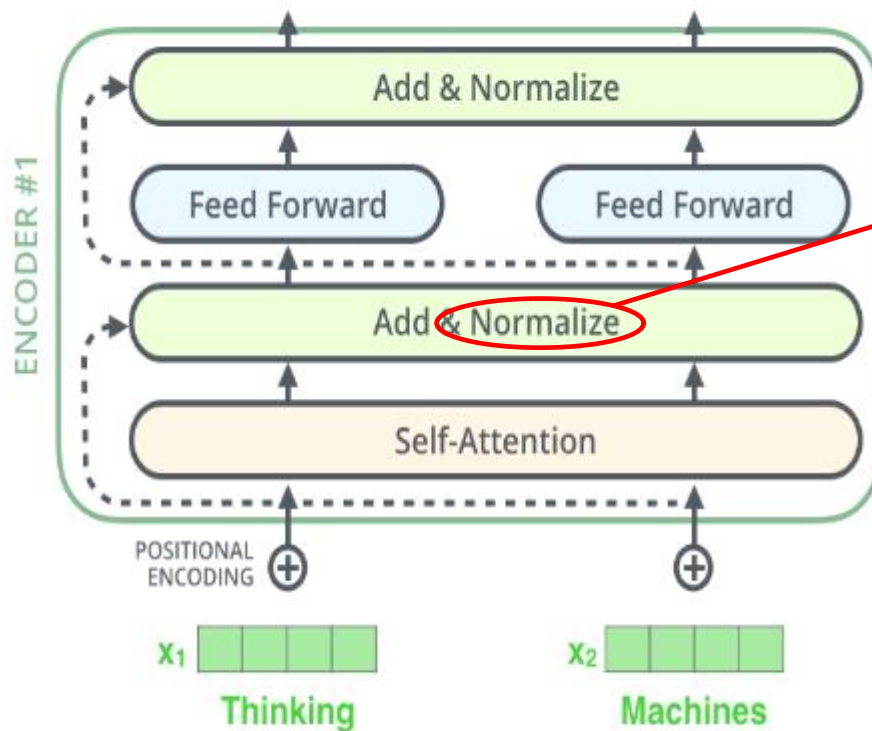 Add & Normalize
Feed Forward
Feed Forward
ENCODER #1
Add & Normalize
Self-Attention
POSITIONAL
ENCODING
x₁
x₂
Thinking
Machines